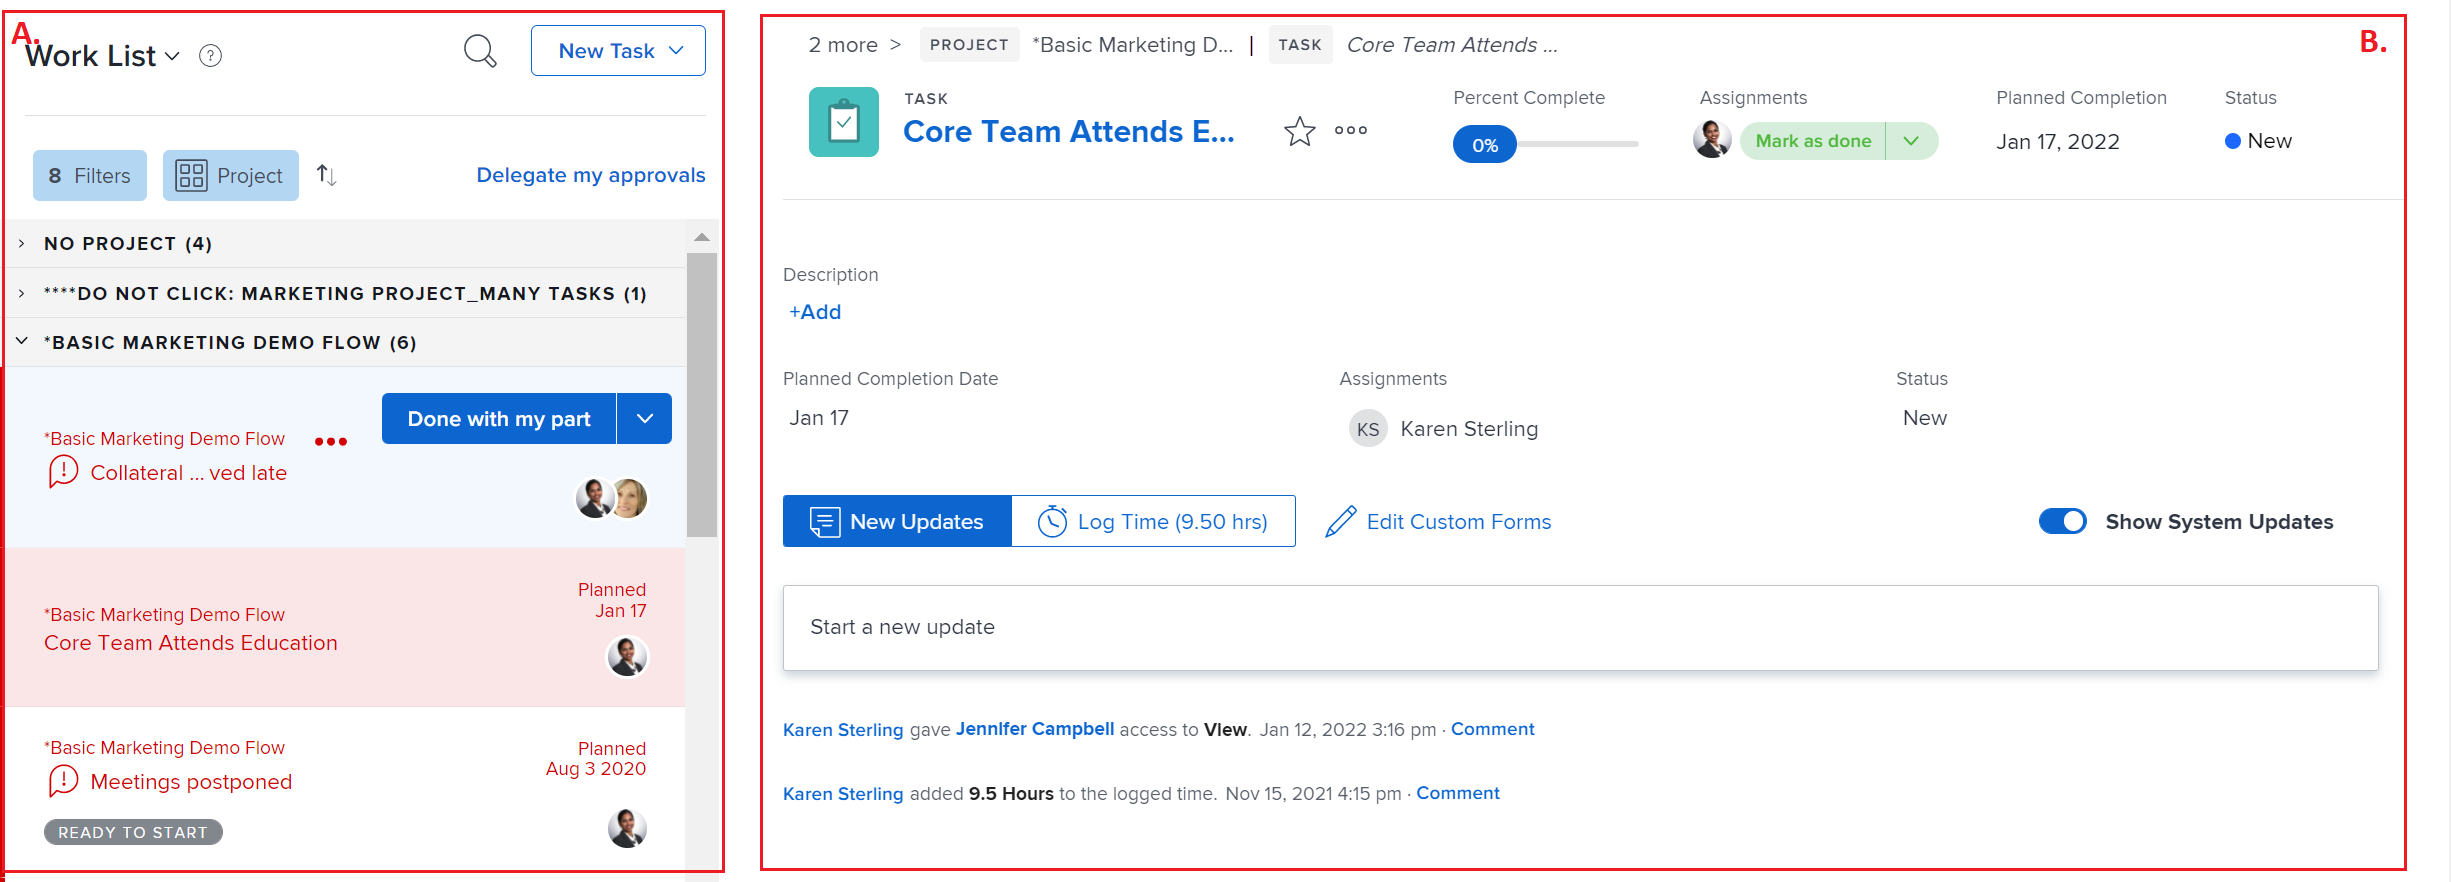 A.
Work List
?
New Task
8 Filters
Project
Delegate my approvals
NO PROJECT (4)
****DO NOT CLICK: MARKETING PROJECT_MANY TASKS (1)
*BASIC MARKETING DEMO FLOW (6)
Done with my part
*Basic Marketing Demo Flow
Collateral ... ved late
Planned
Jan 17
*Basic Marketing Demo Flow
Core Team Attends Education
*Basic Marketing Demo Flow
Planned
Aug 3 2020
Meetings postponed
READY TO START
B.
2 more > PROJECT *Basic Marketing D... | TASK Core Team Attends ...
TASK
Core Team Attends E...
Percent Complete
0%
Assignments
Mark as done
Planned Completion
Jan 17, 2022
Status
New
Description
+Add
Planned Completion Date
Jan 17
Assignments
KS Karen Sterling
Status
New
New Updates
Log Time (9.50 hrs)
Edit Custom Forms
Show System Updates
Start a new update
Karen Sterling gave Jennifer Campbell access to View. Jan 12, 2022 3:16 pm · Comment
Karen Sterling added 9.5 Hours to the logged time. Nov 15, 2021 4:15 pm · Comment